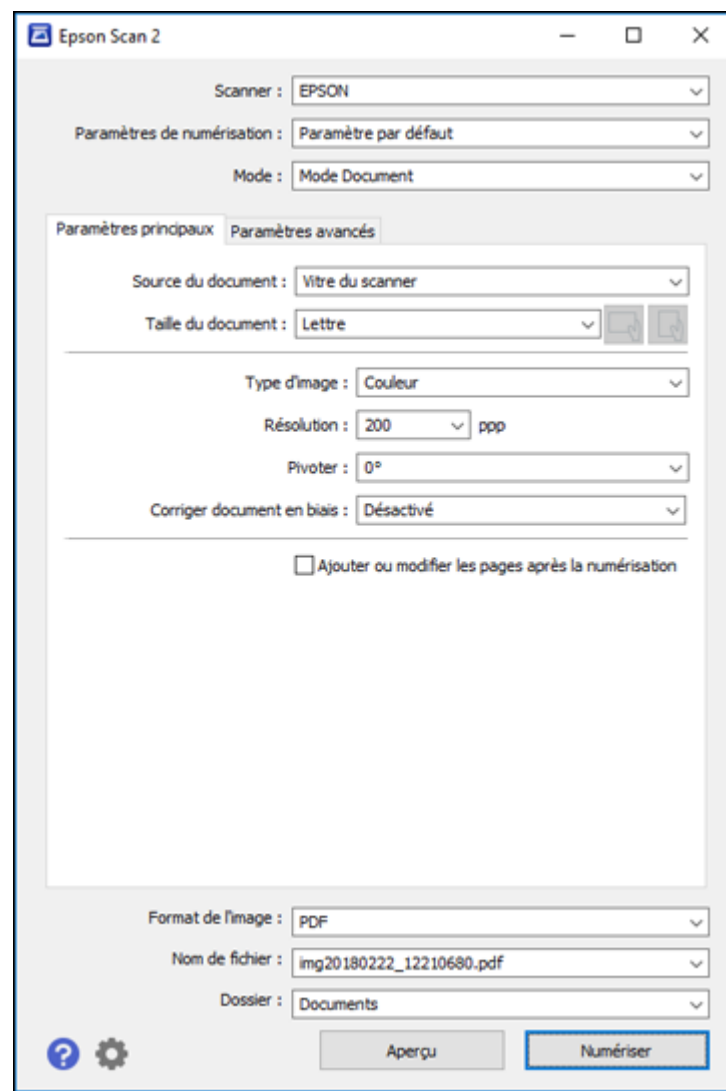 Epson Scan 2
Scanner : EPSON
Paramètres de numérisation : Paramètre par défaut
Mode : Mode Document
Paramètres principaux Paramètres avancés
Source du document : Vitre du scanner
Taille du document : Lettre
Type d'image : Couleur
Résolution : 200 ppp
Pivoter : 0°
Corriger document en biais : Désactivé
Ajouter ou modifier les pages après la numérisation
Format de l'image : PDF
Nom de fichier : img20180222_12210680.pdf
Dossier : Documents
? Aperçu Numériser